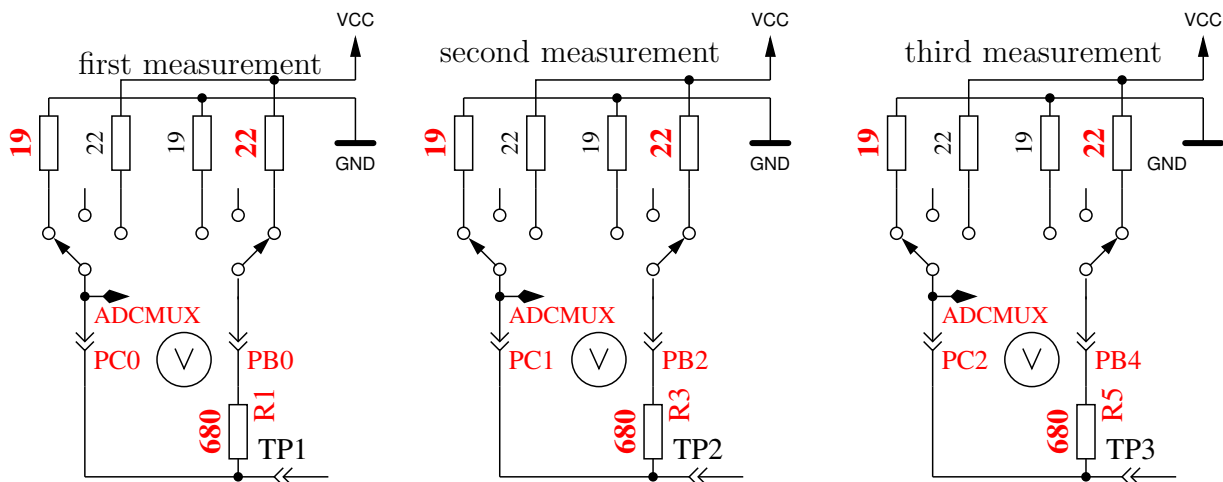 VCC
first measurement
19
22
19
22
GND
ADCMUX
PC0
V
PB0
680
R1
TP1
VCC
second measurement
19
22
19
22
GND
ADCMUX
PC1
V
PB2
680
R3
TP2
VCC
third measurement
19
22
19
22
GND
ADCMUX
PC2
V
PB4
680
R5
TP3